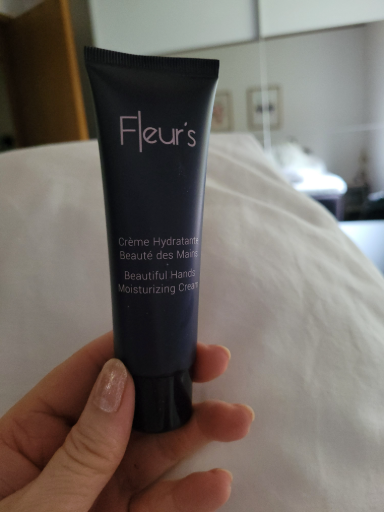 Fleur's
Crème Hydratante
Beauté des Mains
Beautiful Hands
Moisturizing Cream